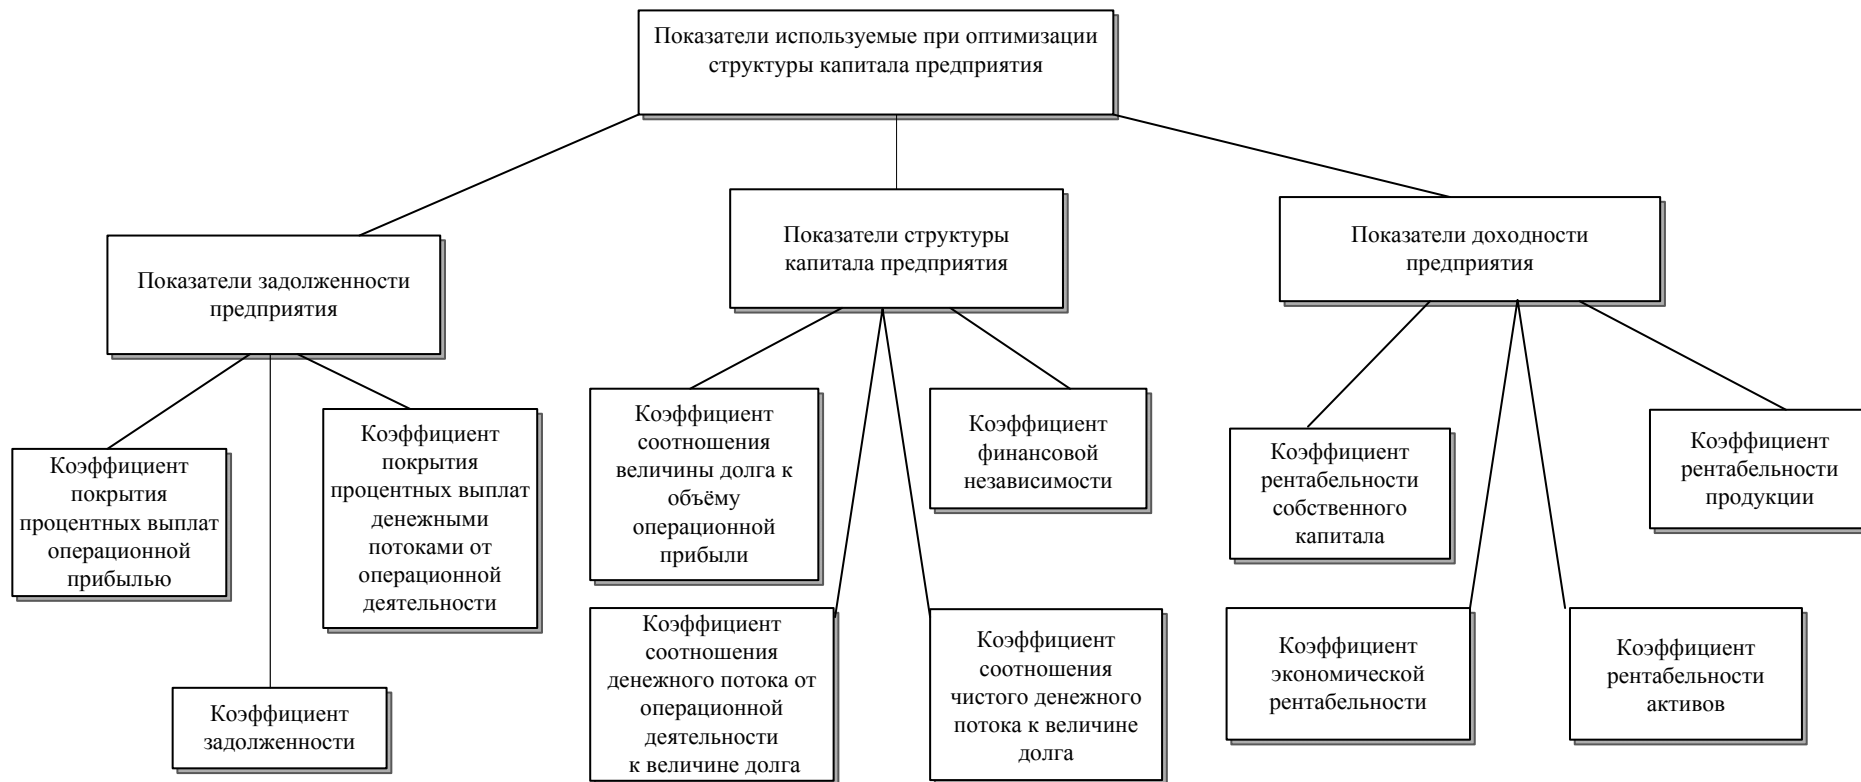 Показатели используемые при оптимизации
структуры капитала предприятия
Показатели задолженности
предприятия
Показатели структуры
капитала предприятия
Показатели доходности
предприятия
Коэффициент
покрытия
процентных выплат
операционной
прибылью
Коэффициент
покрытия
процентных выплат
денежными
потоками от
операционной
деятельности
Коэффициент
задолженности
Коэффициент
соотношения
величины долга к
объёму
операционной
прибыли
Коэффициент
финансовой
независимости
Коэффициент
соотношения
денежного потока от
операционной
деятельности
к величине долга
Коэффициент
соотношения
чистого денежного
потока к величине
долга
Коэффициент
рентабельности
собственного
капитала
Коэффициент
рентабельности
продукции
Коэффициент
экономической
рентабельности
Коэффициент
рентабельности
активов